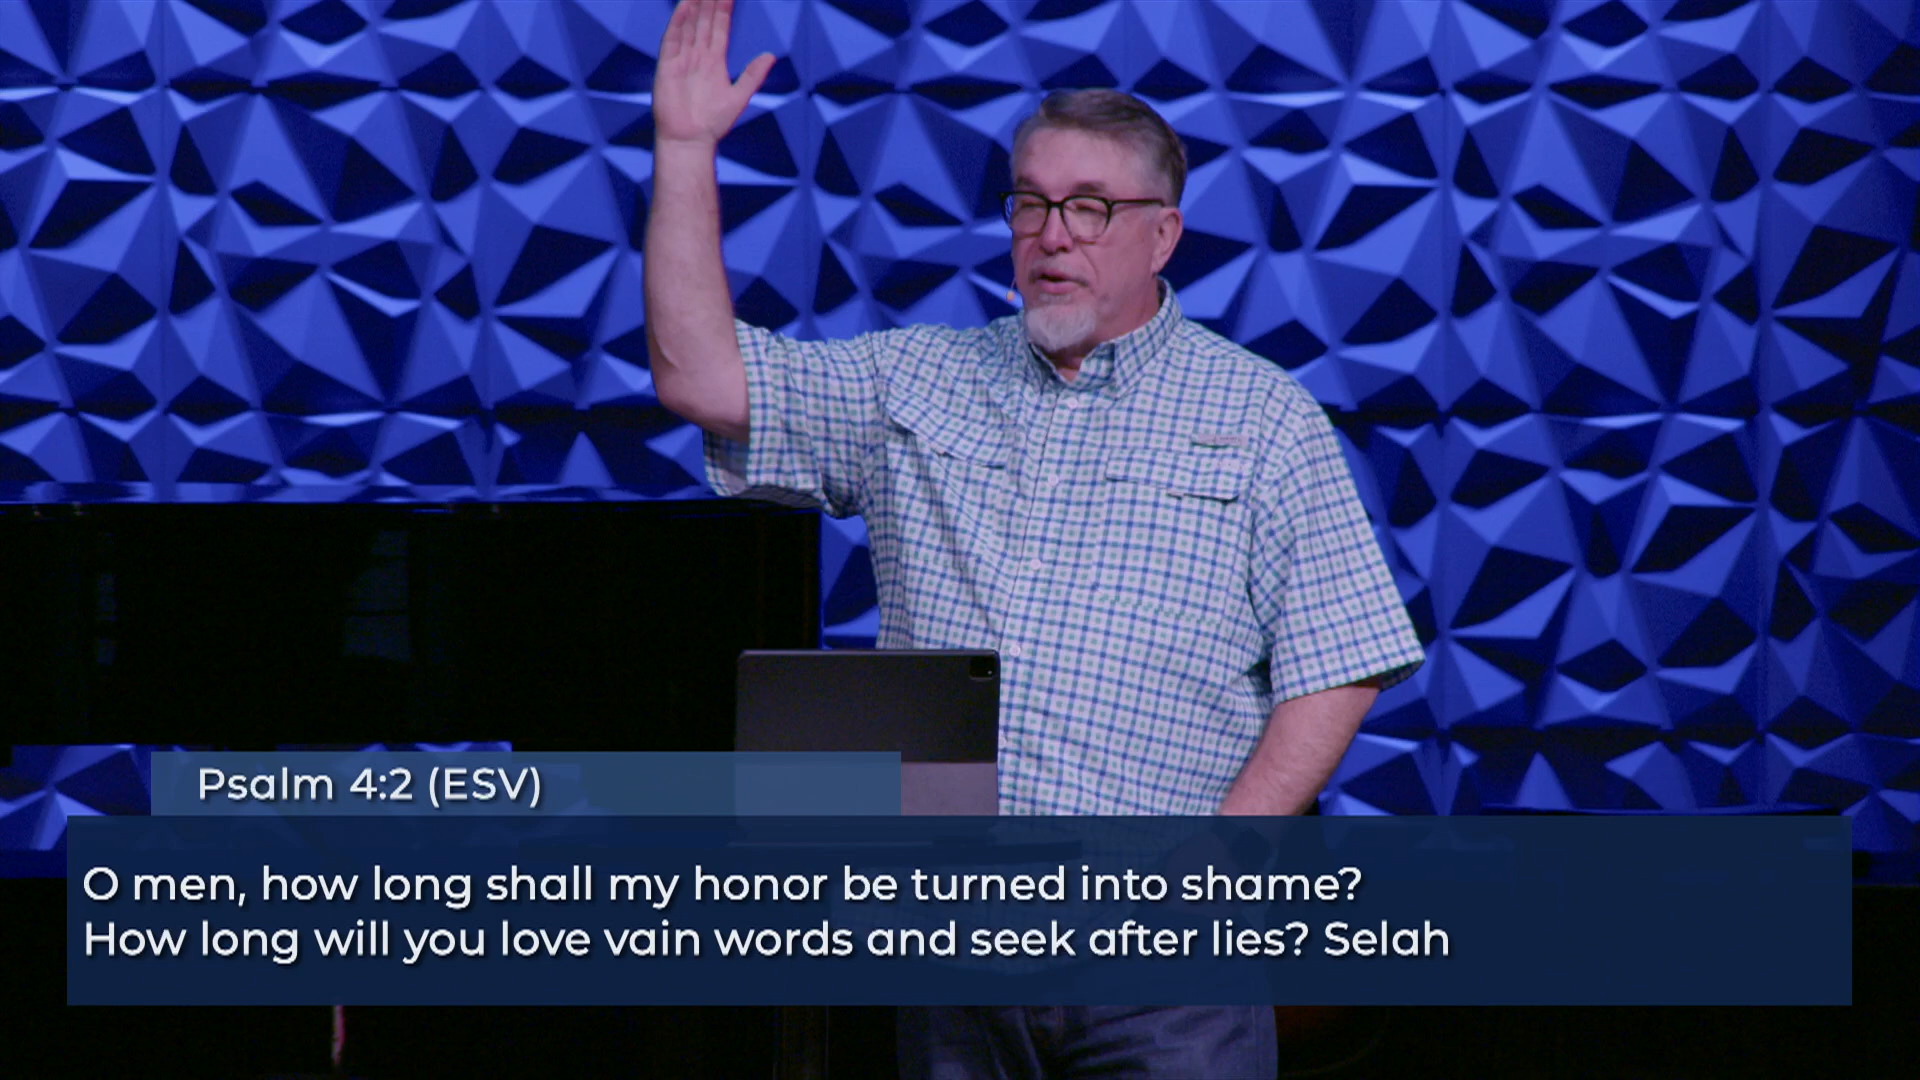 Psalm 4:2 (ESV)
O men, how long shall my honor be turned into shame?
How long will you love vain words and seek after lies? Selah